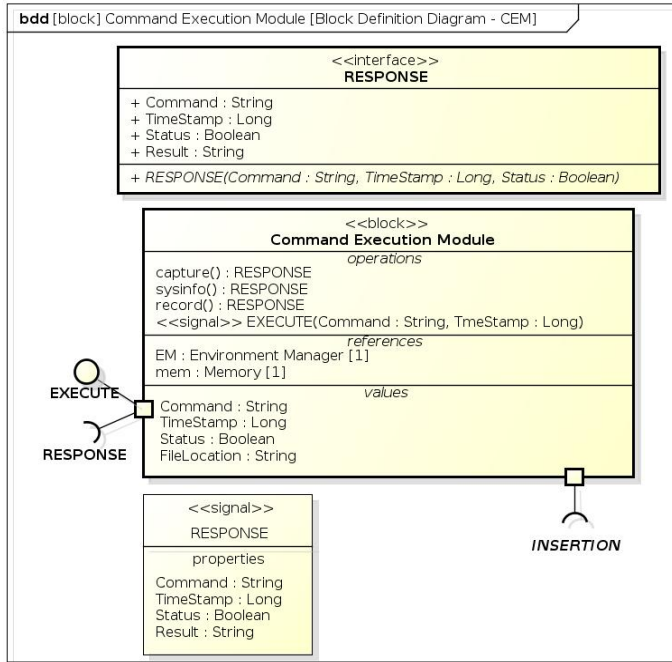 bdd [block] Command Execution Module [Block Definition Diagram - CEM]
<<interface>>
RESPONSE
+ Command : String
+ TimeStamp : Long
+ Status : Boolean
+ Result : String
+ RESPONSE(Command : String, TimeStamp : Long, Status : Boolean)
<<block>>
Command Execution Module
operations
capture() : RESPONSE
sysinfo() : RESPONSE
record() : RESPONSE
<<signal>> EXECUTE(Command : String, TmeStamp : Long)
references
EM : Environment Manager [1]
mem : Memory [1]
values
Command : String
TimeStamp : Long
Status : Boolean
FileLocation : String
EXECUTE
RESPONSE
INSERTION
<<signal>>
RESPONSE
properties
Command : String
TimeStamp : Long
Status : Boolean
Result : String